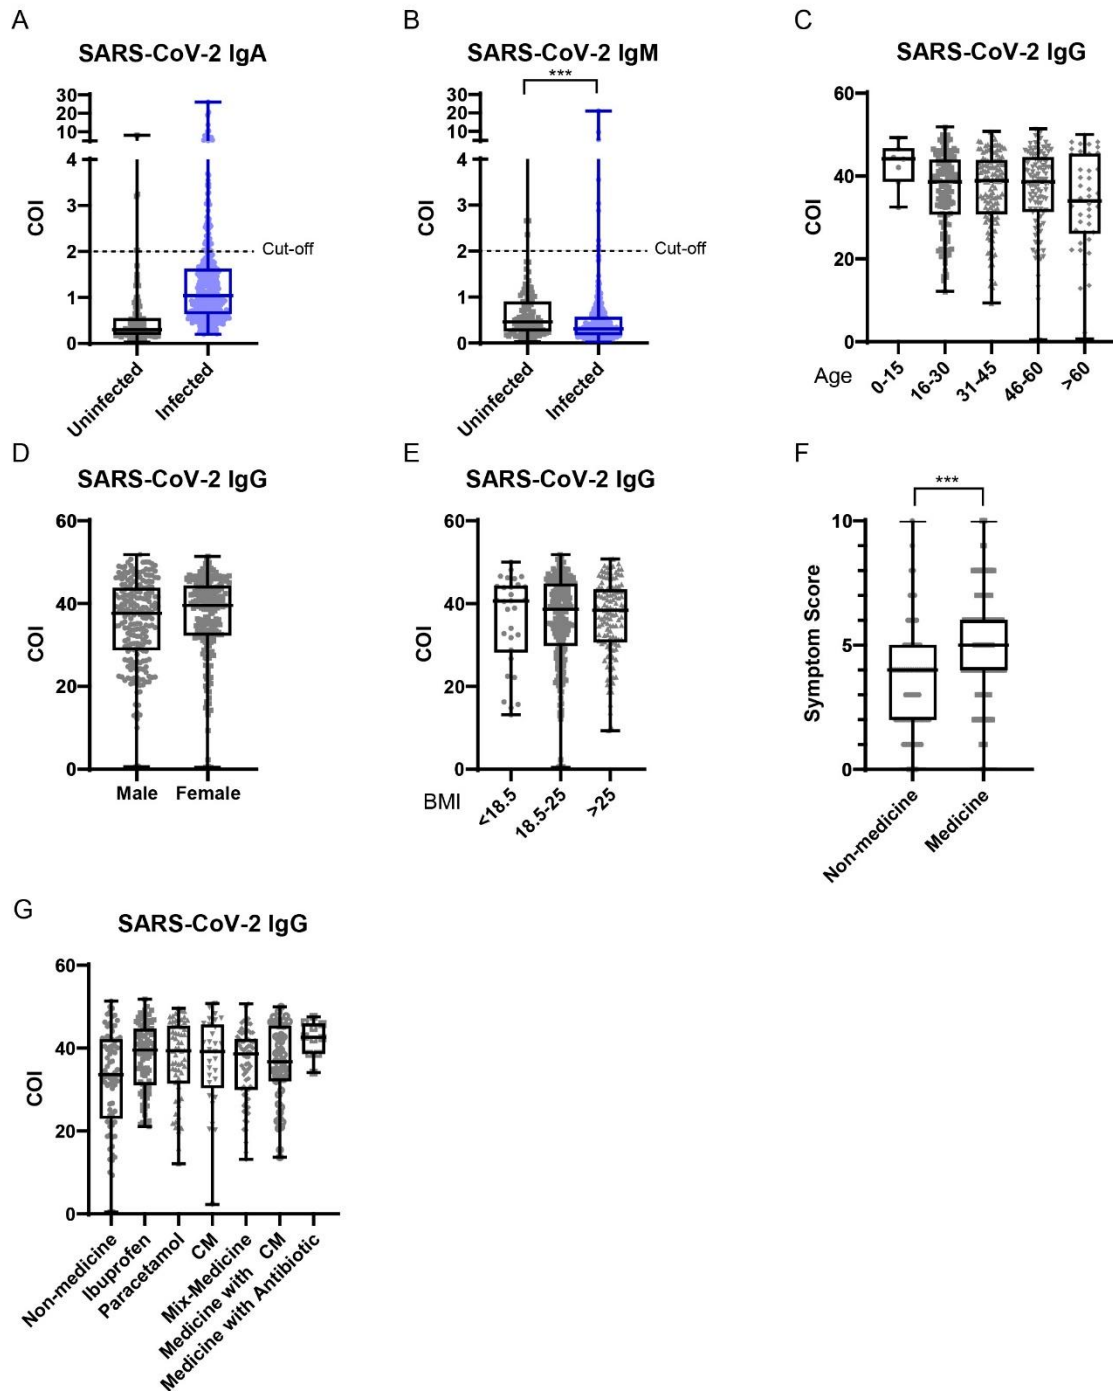 A
SARS-CoV-2 IgA
COI
30
20
10
4
3
2
1
0
Cut-off
Uninfected
Infected
B
SARS-CoV-2 IgM
***
COI
30
20
10
4
3
2
1
0
Cut-off
Uninfected
Infected
C
SARS-CoV-2 IgG
COI
60
40
20
0
Age
0-15
16-30
31-45
46-60
>60
D
SARS-CoV-2 IgG
COI
60
40
20
0
Male
Female
E
SARS-CoV-2 IgG
COI
60
40
20
0
BMI
<18.5
18.5-25
>25
F
***
Symptom Score
10
5
0
Non-medicine
Medicine
G
SARS-CoV-2 IgG
COI
60
40
20
0
Non-medicine
Ibuprofen
Paracetamol
CM
Mix-Medicine
Medicine with CM
Medicine with Antibiotic